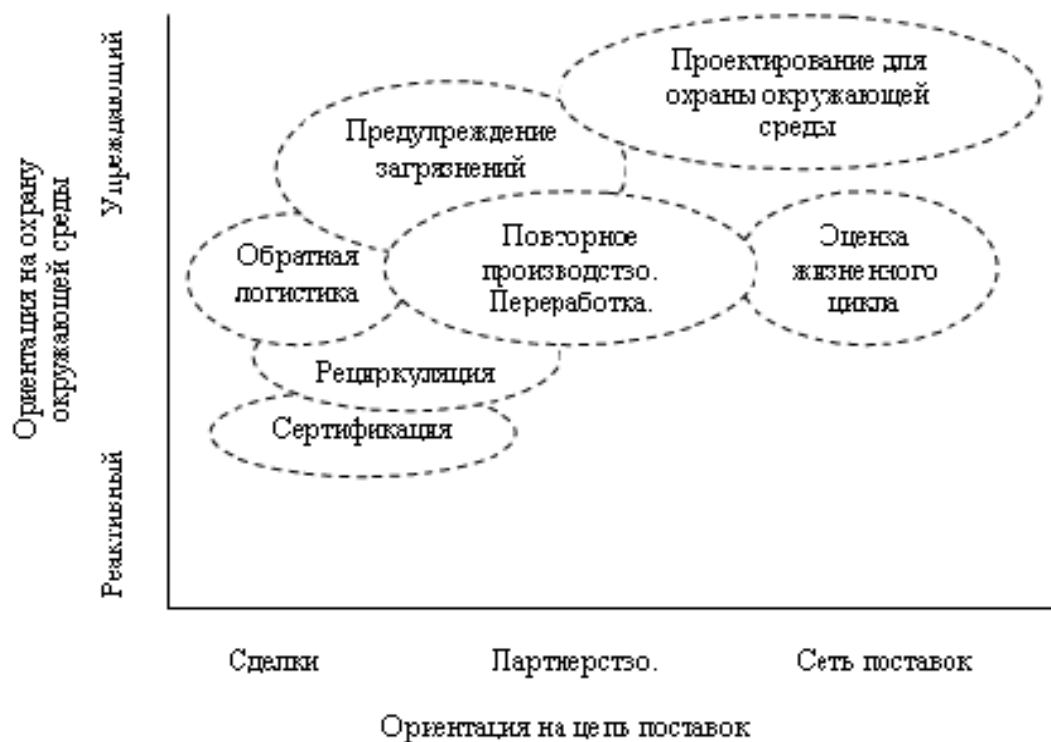 Упреждающий
Реактивный
Ориентация на охрану
окружающей среды
Проектирование для
охраны окружающей
среды
Предупреждение
загрязнений
Обратная
логистика
Повторное
производство.
Переработка.
Эценка
жизненного
цикла
Рециркуляция
Сертификация
Сделки
Партнерство.
Сеть поставок
Ориентация на цепь поставок